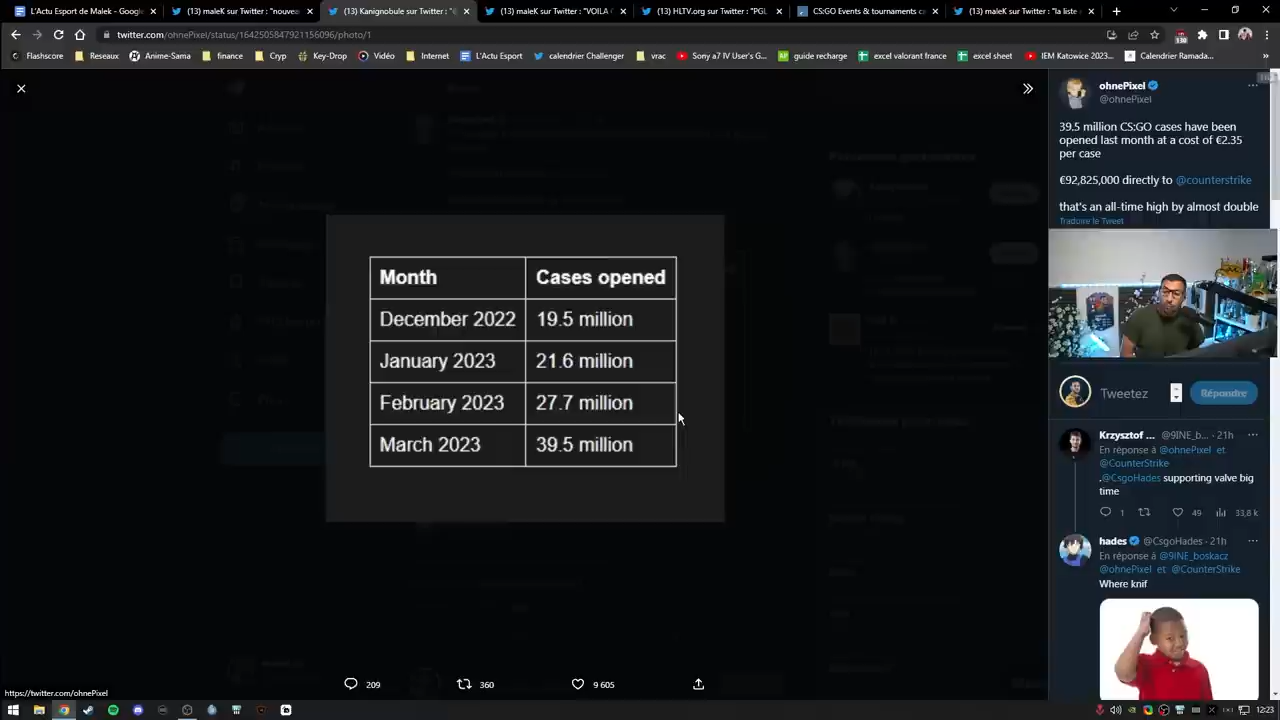 L'Actu Esport de Malek - Google
(13) maleK sur Twitter : "nouvea
(13) Kanignobule sur Twitter : "@
(13) maleK sur Twitter : "VOILA
(13) HLTV.org sur Twitter : "PGL
CS:GO Events & tournaments c
(13) maleK sur Twitter : "la liste
twitter.com/ohnePixel/status/1642505847921156096/photo/1
Flashscore
Reseaux
Anime-Sama
finance
Cryp
Key-Drop
Vidéo
Internet
L'Actu Esport
calendrier Challenger
vrac
Sony a7 IV User's G...
guide recharge
excel valorant france
excel sheet
IEM Katowice 2023...
Calendrier Ramada...
Month
Cases opened
December 2022
19.5 million
January 2023
21.6 million
February 2023
27.7 million
March 2023
39.5 million
209
360
9 605
https://twitter.com/ohnePixel
ohnePixel
@ohnePixel
39.5 million CS:GO cases have been
opened last month at a cost of €2.35
per case
€92,825,000 directly to @counterstrike
that's an all-time high by almost double
Traduire le Tweet
Tweetez
Répondre
Krzysztof ... @9INE_b... · 21h
En réponse à @ohnePixel et
@CounterStrike
.@CsgoHades supporting valve big
time
1
49
33,8 k
hades @CsgoHades · 21h
En réponse à @9INE_boskacz
@ohnePixel et @CounterStrike
Where knif
12:23